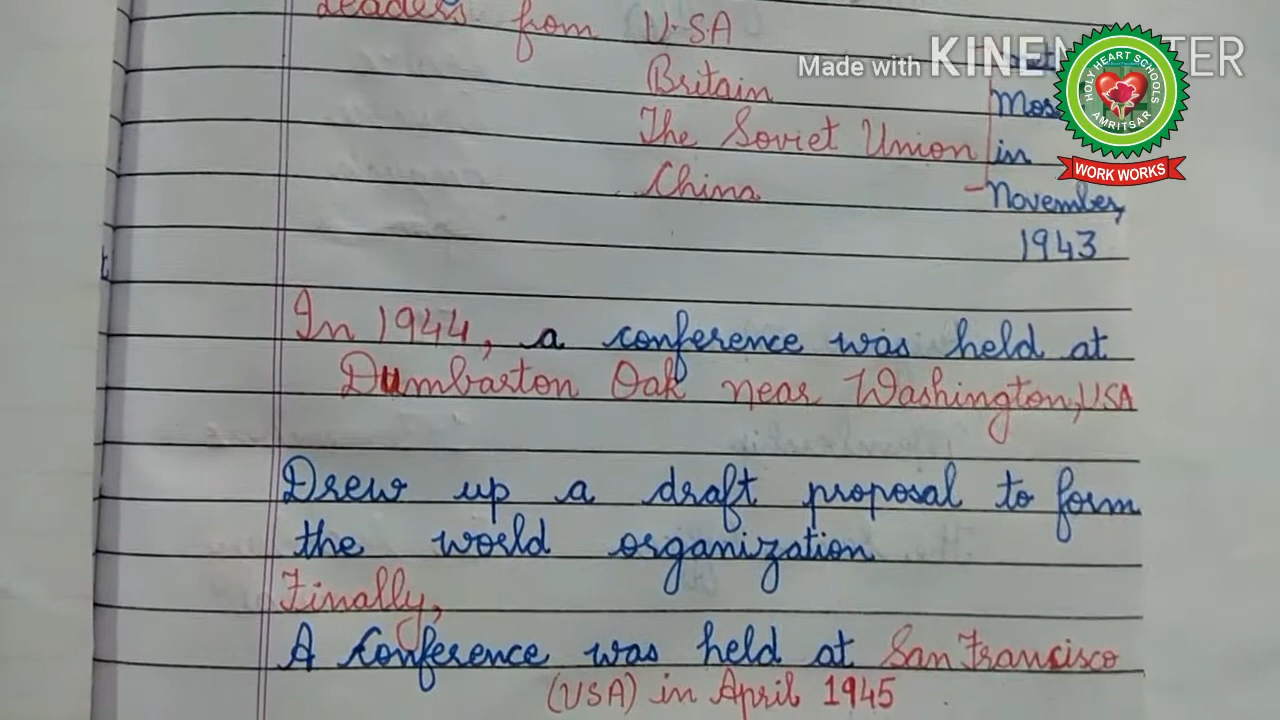 Leaders from U.S.A
Made with KINEMASTER
Britain
The Soviet Union in
China November,
1943
HOLY HEART SCHOOLS
AMRITSAR
WORK WORKS
In 1944, a conference was held at
Dumbarton Oak near Washington, USA
Drew up a draft proposal to form
the world organization
Finally,
A Conference was held at San Francisco
(USA) in April 1945